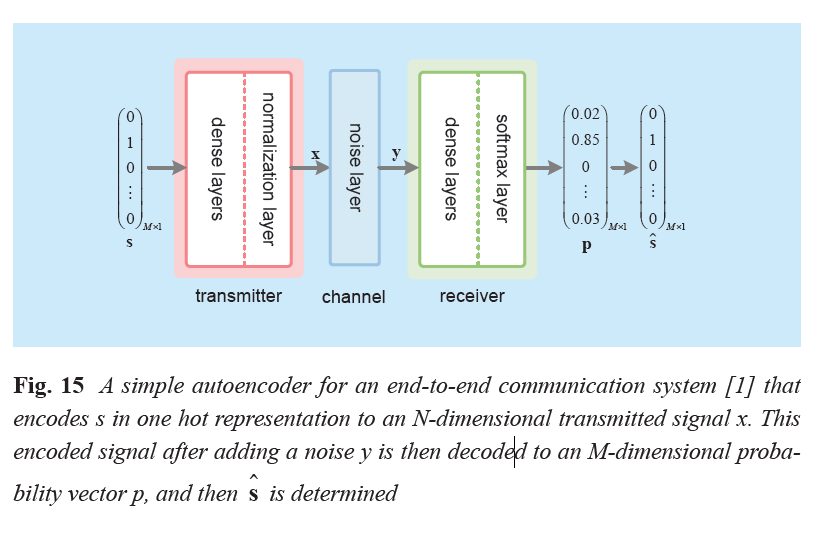 0
1
0
⋮
0
M×1
s
dense layers
normalization layer
transmitter
x
noise layer
channel
y
dense layers
softmax layer
receiver
0.02
0.85
0
⋮
0.03
M×1
p
0
1
0
⋮
0
M×1
ŝ
Fig. 15 A simple autoencoder for an end-to-end communication system [1] that
encodes s in one hot representation to an N-dimensional transmitted signal x. This
encoded signal after adding a noise y is then decoded to an M-dimensional proba-
bility vector p, and then ŝ is determined